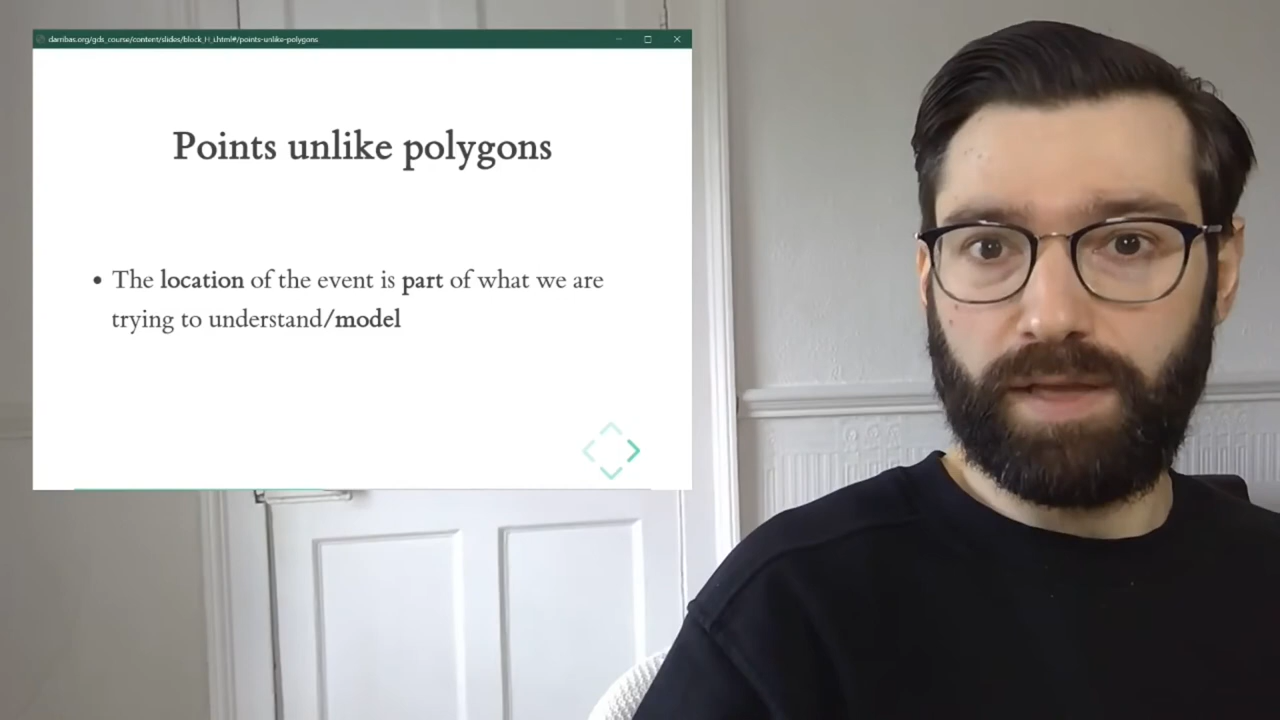 darribas.org/gds_course/content/slides/block_H_i.html#/points-unlike-polygons
Points unlike polygons
• The location of the event is part of what we are
trying to understand/model